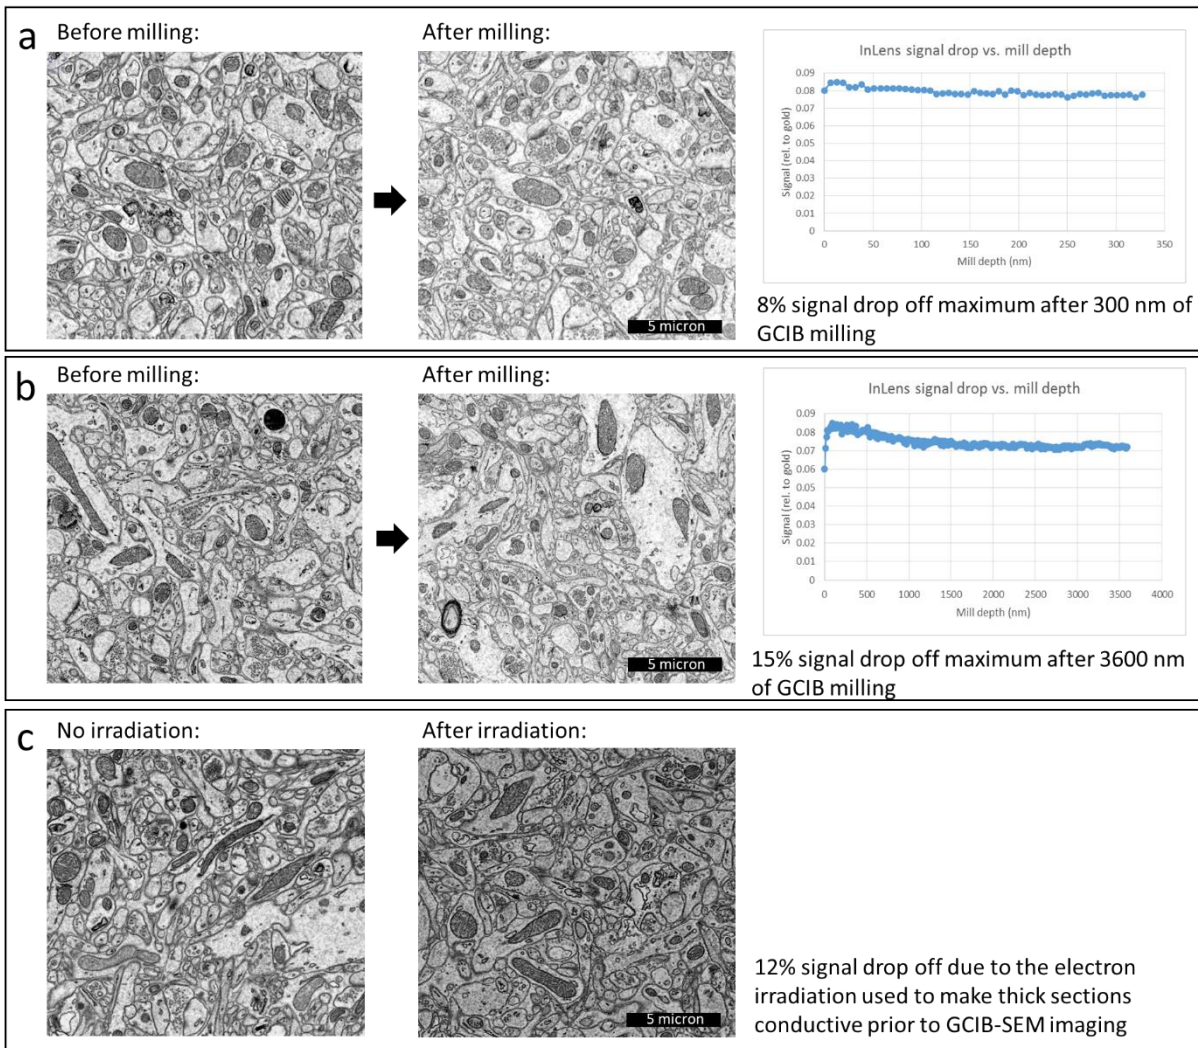 a
Before milling:
After milling:
5 micron
InLens signal drop vs. mill depth
Signal (rel. to gold)
0.09
0.08
0.07
0.06
0.05
0.04
0.03
0.02
0.01
0
0 50 100 150 200 250 300 350
Mill depth (nm)
8% signal drop off maximum after 300 nm of
GCIB milling
b
Before milling:
After milling:
5 micron
InLens signal drop vs. mill depth
Signal (rel. to gold)
0.09
0.08
0.07
0.06
0.05
0.04
0.03
0.02
0.01
0
0 500 1000 1500 2000 2500 3000 3500 4000
Mill depth (nm)
15% signal drop off maximum after 3600 nm
of GCIB milling
c
No irradiation:
After irradiation:
5 micron
12% signal drop off due to the electron
irradiation used to make thick sections
conductive prior to GCIB-SEM imaging